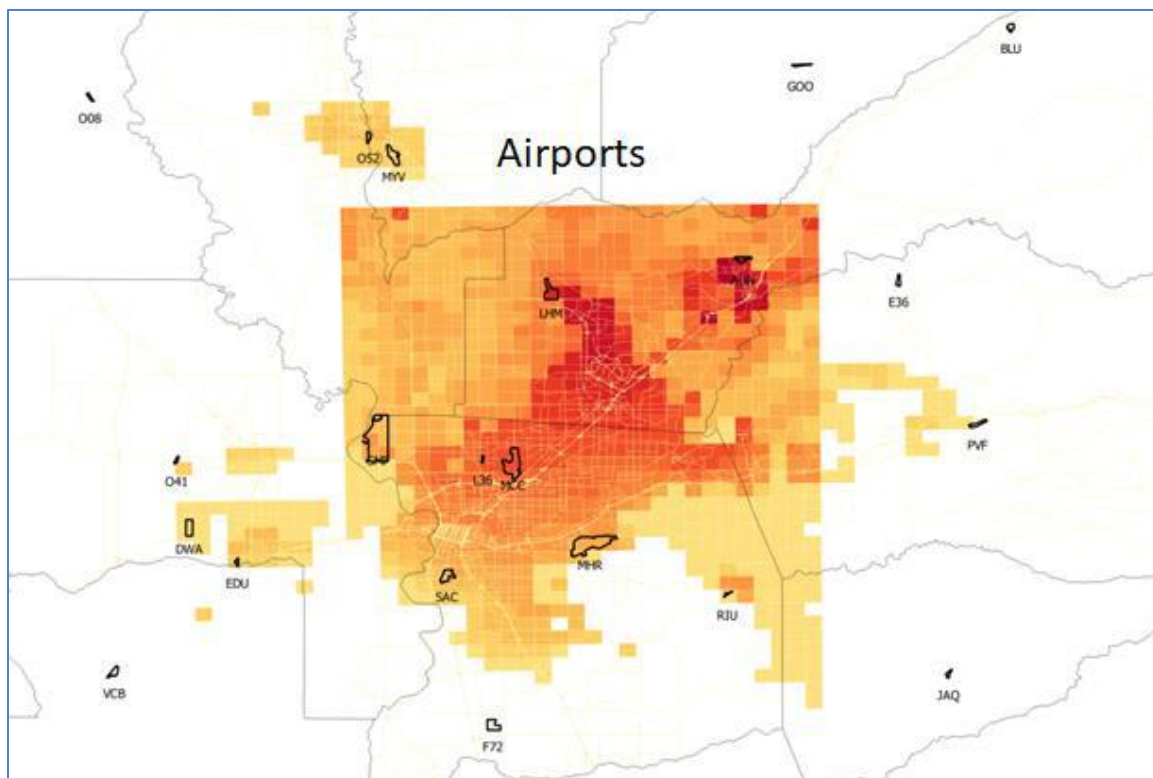 BLU
GOO
O08
O52
MYV
Airports
E36
LHM
PVF
O41
L36
MCC
DWA
EDU
MHR
SAC
RIU
VCB
JAQ
F72